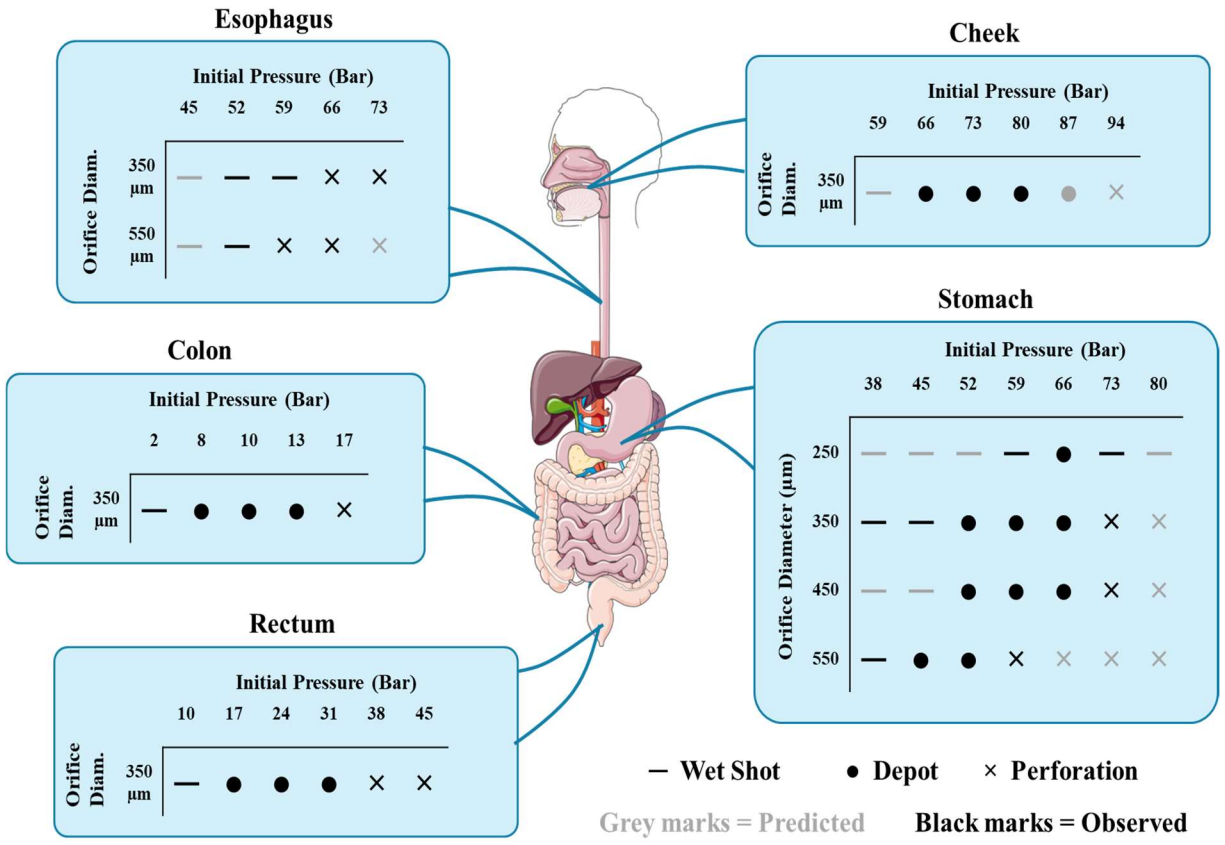 Esophagus
Initial Pressure (Bar)
45 52 59 66 73
Orifice Diam.
350
µm
550
µm
Cheek
Initial Pressure (Bar)
59 66 73 80 87 94
Orifice
Diam.
350
µm
Stomach
Initial Pressure (Bar)
38 45 52 59 66 73 80
Orifice Diameter (µm)
250
350
450
550
Colon
Initial Pressure (Bar)
2 8 10 13 17
Orifice
Diam.
350
µm
Rectum
Initial Pressure (Bar)
10 17 24 31 38 45
Orifice
Diam.
350
µm
Wet Shot Depot Perforation
Grey marks = Predicted Black marks = Observed